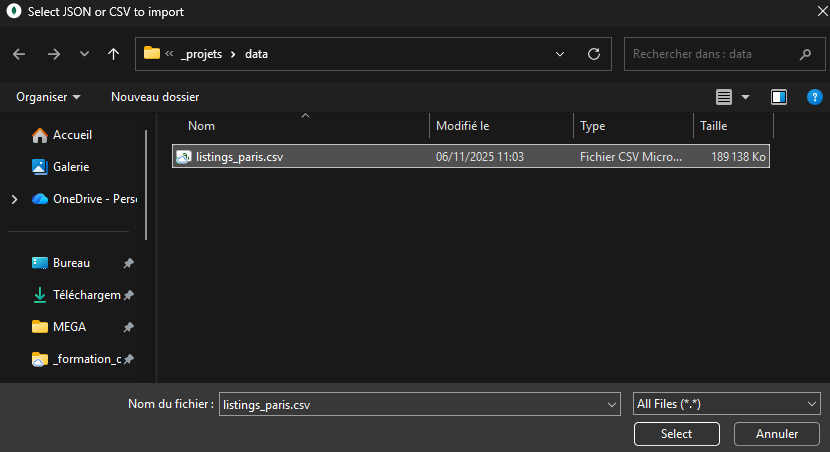 Select JSON or CSV to import
« _projets > data
Rechercher dans : data
Organiser
Nouveau dossier
Nom
Modifié le
Type
Taille
Accueil
Galerie
OneDrive - Perso
Bureau
Téléchargem
MEGA
_formation_c
listings_paris.csv
06/11/2025 11:03
Fichier CSV Micro...
189 138 Ko
Nom du fichier :
listings_paris.csv
All Files (*.*)
Select
Annuler